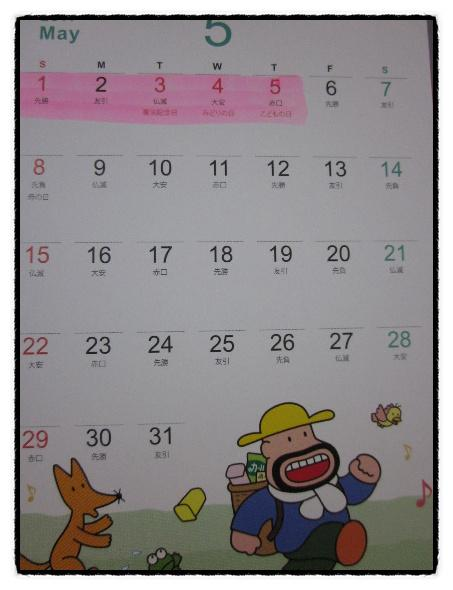 May 5
S M T W T F S
1 2 3 4 5 6 7
先勝 友引 仏滅 大安 赤口 先勝 友引
憲法記念日 みどりの日 こどもの日
8 9 10 11 12 13 14
先負 仏滅 大安 赤口 先勝 友引 先負
母の日
15 16 17 18 19 20 21
仏滅 大安 赤口 先勝 友引 先負 仏滅
22 23 24 25 26 27 28
大安 赤口 先勝 友引 先負 仏滅 大安
29 30 31
赤口 先勝 友引
カール